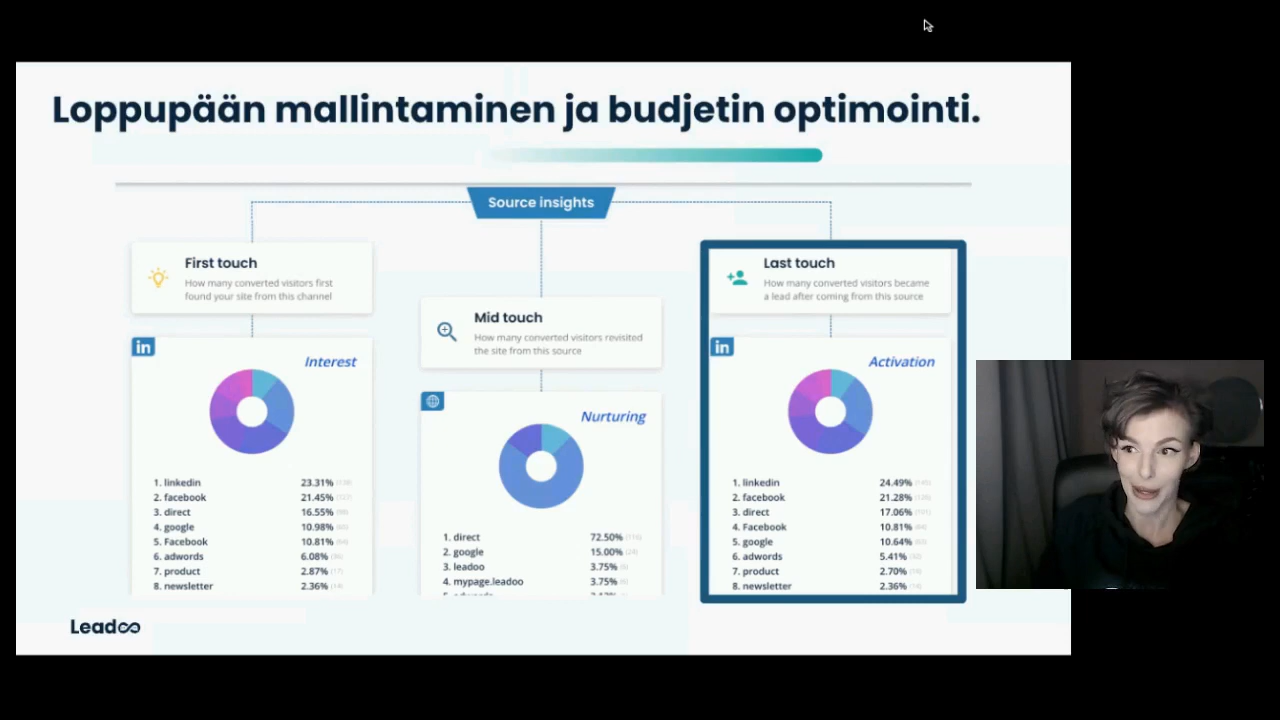 Loppupään mallintaminen ja budjetin optimointi.
Source insights
First touch
How many converted visitors first
found your site from this channel
in
Interest
1. linkedin 23.31%
2. facebook 21.45%
3. direct 16.55%
4. google 10.98%
5. Facebook 10.81%
6. adwords 6.08%
7. product 2.87%
8. newsletter 2.36%
Mid touch
How many converted visitors revisited
the site from this source
Nurturing
1. direct 72.50%
2. google 15.00%
3. leadoo 3.75%
4. mypage.leadoo 3.75%
Last touch
How many converted visitors became
a lead after coming from this source
in
Activation
1. linkedin 24.49%
2. facebook 21.28%
3. direct 17.06%
4. Facebook 10.81%
5. google 10.64%
6. adwords 5.41%
7. product 2.70%
8. newsletter 2.36%
Leadoo